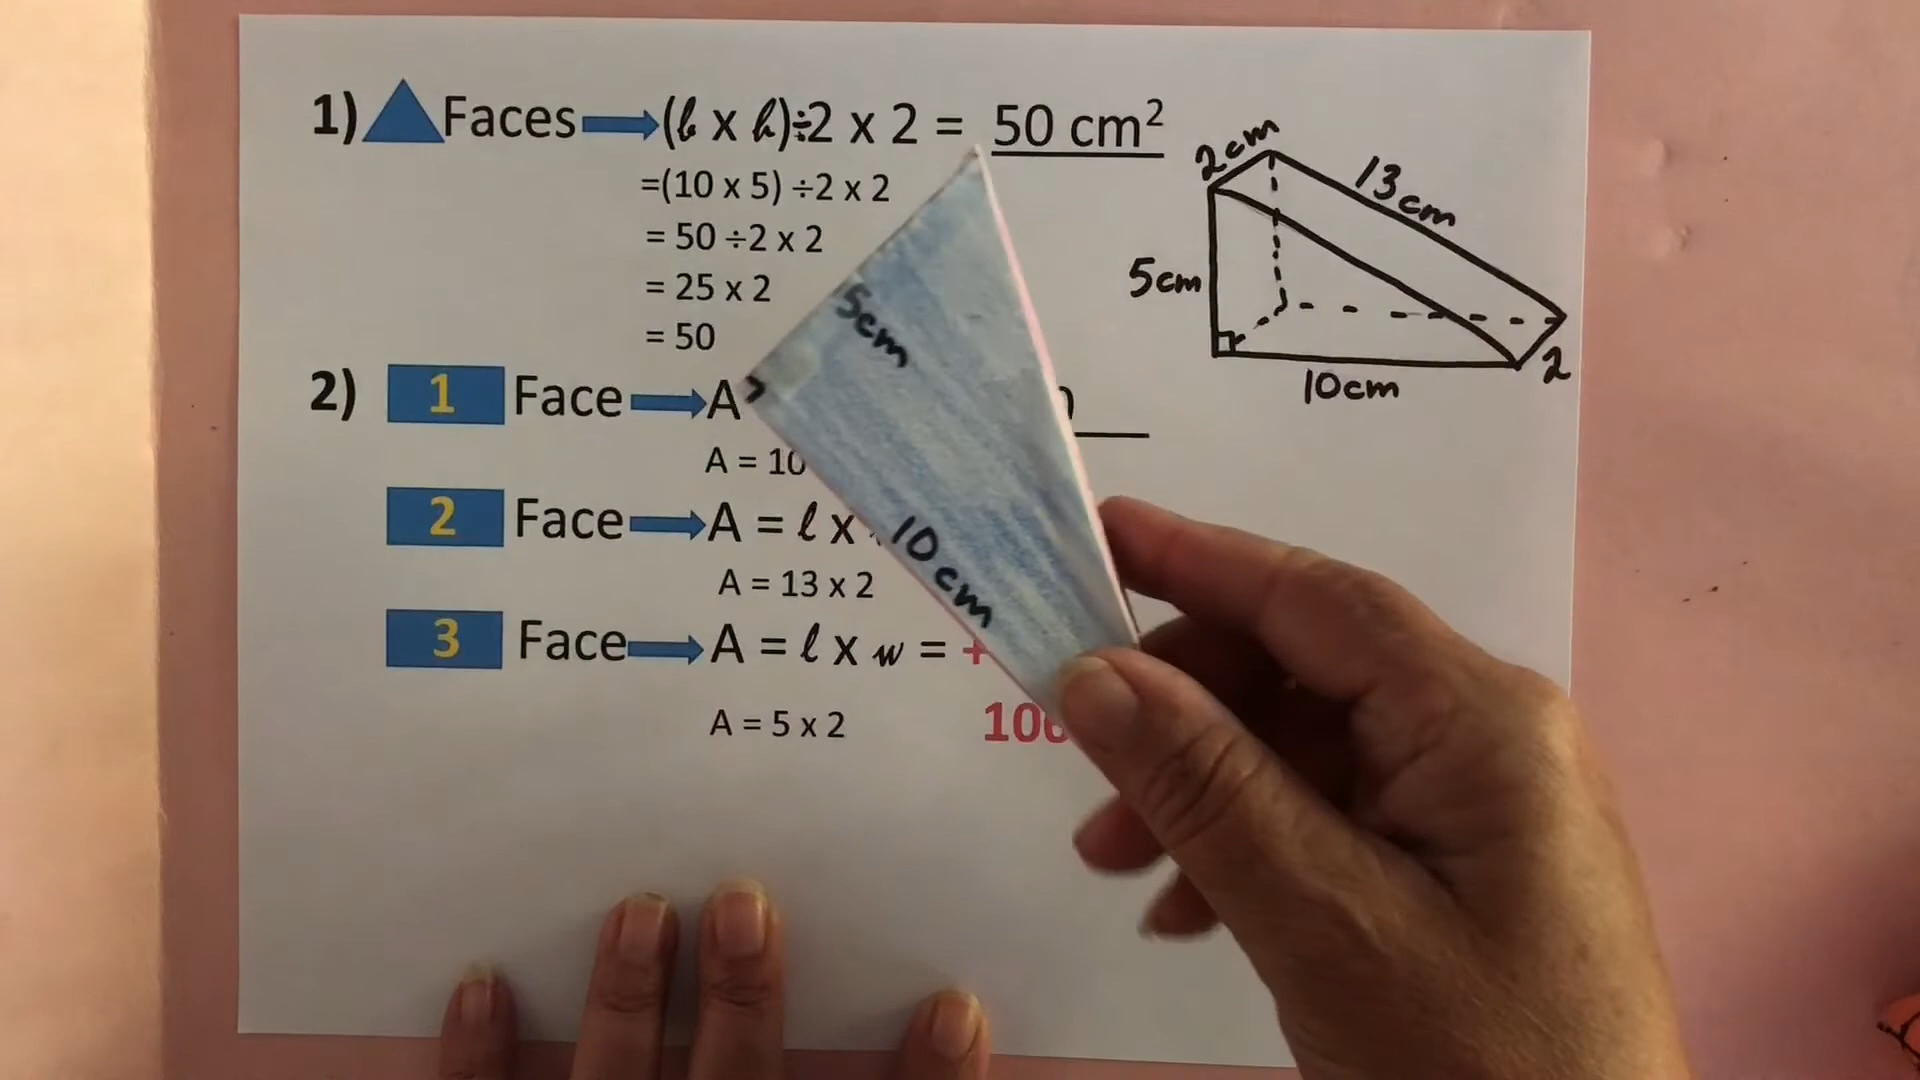 1) Faces (b x h)÷2 x 2 = 50 cm²
=(10 x 5) ÷2 x 2
= 50 ÷2 x 2
= 25 x 2
= 50
2) 1 Face A
A = 10
2 Face A = l x
A = 13 x 2
3 Face A = l x w = +
A = 5 x 2
2cm
13cm
5cm
10cm
2
5cm
10cm